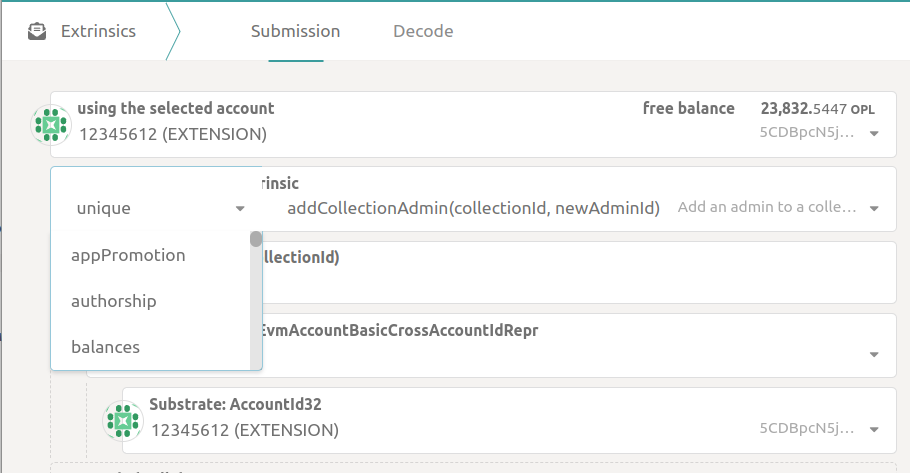 Extrinsics
Submission
Decode
using the selected account
free balance 23,832.5447 OPL
12345612 (EXTENSION)
5CDBpcN5j...
rinsic
unique
addCollectionAdmin(collectionId, newAdminId)
Add an admin to a colle...
appPromotion
llectionId)
authorship
EvmAccountBasicCrossAccountIdRepr
balances
Substrate: AccountId32
12345612 (EXTENSION)
5CDBpcN5j...